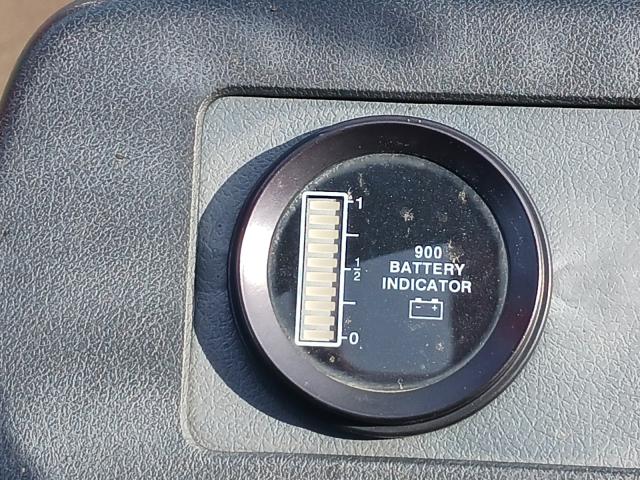 1
1/2
0
900
BATTERY
INDICATOR
- +